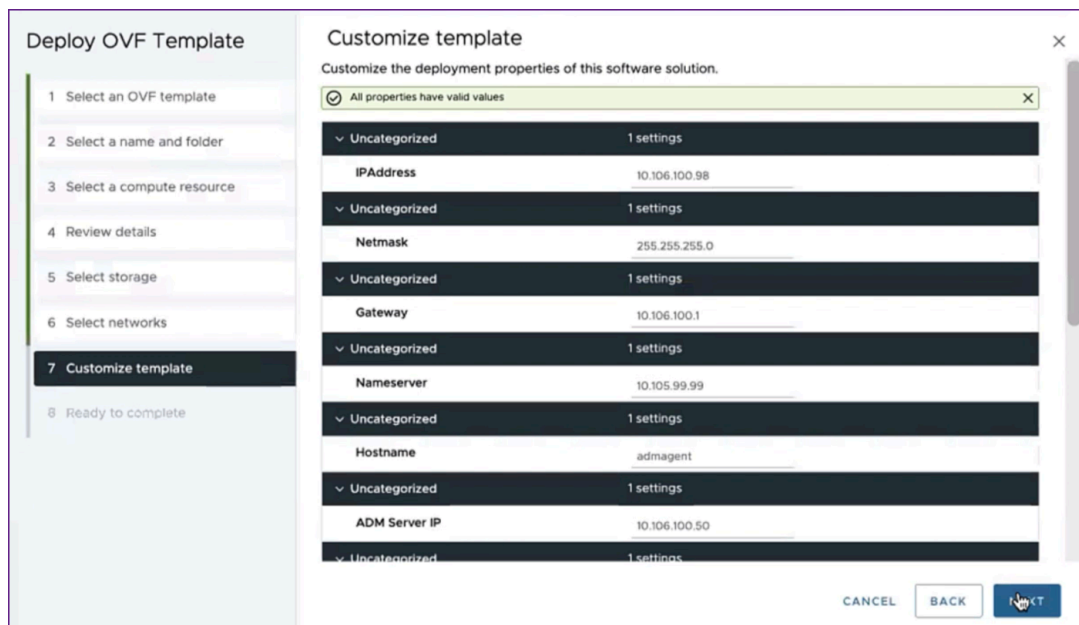 Deploy OVF Template
1 Select an OVF template
2 Select a name and folder
3 Select a compute resource
4 Review details
5 Select storage
6 Select networks
7 Customize template
8 Ready to complete
Customize template
Customize the deployment properties of this software solution.
All properties have valid values
Uncategorized 1 settings
IPAddress 10.106.100.98
Uncategorized 1 settings
Netmask 255.255.255.0
Uncategorized 1 settings
Gateway 10.106.100.1
Uncategorized 1 settings
Nameserver 10.105.99.99
Uncategorized 1 settings
Hostname admagent
Uncategorized 1 settings
ADM Server IP 10.106.100.50
Uncategorized 1 settings
CANCEL BACK NEXT